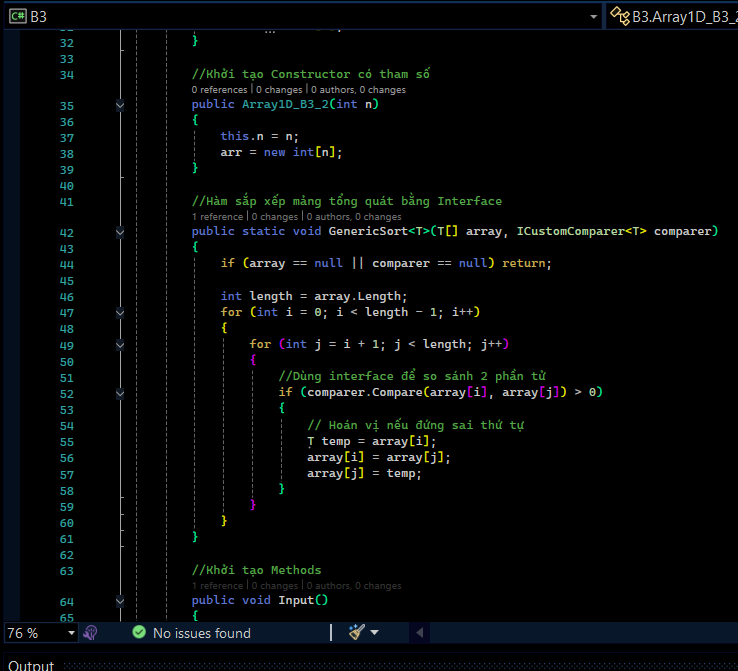 C# B3
B3.Array1D_B3_2
32 }
33
34 //Khởi tạo Constructor có tham số
0 references | 0 changes | 0 authors, 0 changes
35 public Array1D_B3_2(int n)
36 {
37 this.n = n;
38 arr = new int[n];
39 }
40
41 //Hàm sắp xếp mảng tổng quát bằng Interface
1 reference | 0 changes | 0 authors, 0 changes
42 public static void GenericSort<T>(T[] array, ICustomComparer<T> comparer)
43 {
44 if (array == null || comparer == null) return;
45
46 int length = array.Length;
47 for (int i = 0; i < length - 1; i++)
48 {
49 for (int j = i + 1; j < length; j++)
50 {
51 //Dùng interface để so sánh 2 phần tử
52 if (comparer.Compare(array[i], array[j]) > 0)
53 {
54 // Hoán vị nếu đứng sai thứ tự
55 T temp = array[i];
56 array[i] = array[j];
57 array[j] = temp;
58 }
59 }
60 }
61 }
62
63 //Khởi tạo Methods
1 reference | 0 changes | 0 authors, 0 changes
64 public void Input()
65 {
76 % No issues found
Output